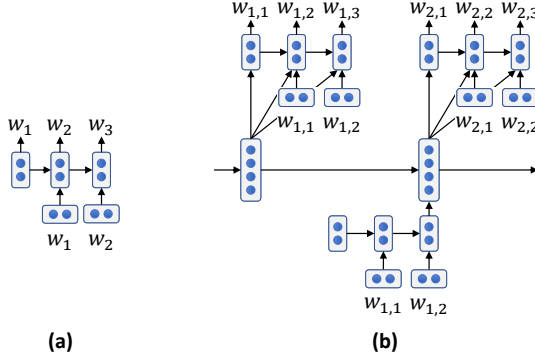 w₁,₁ w₁,₂ w₁,₃ w₂,₁ w₂,₂ w₂,₃
w₁,₁ w₁,₂ w₂,₁ w₂,₂
w₁ w₂ w₃
w₁ w₂
w₁,₁ w₁,₂
(a) (b)